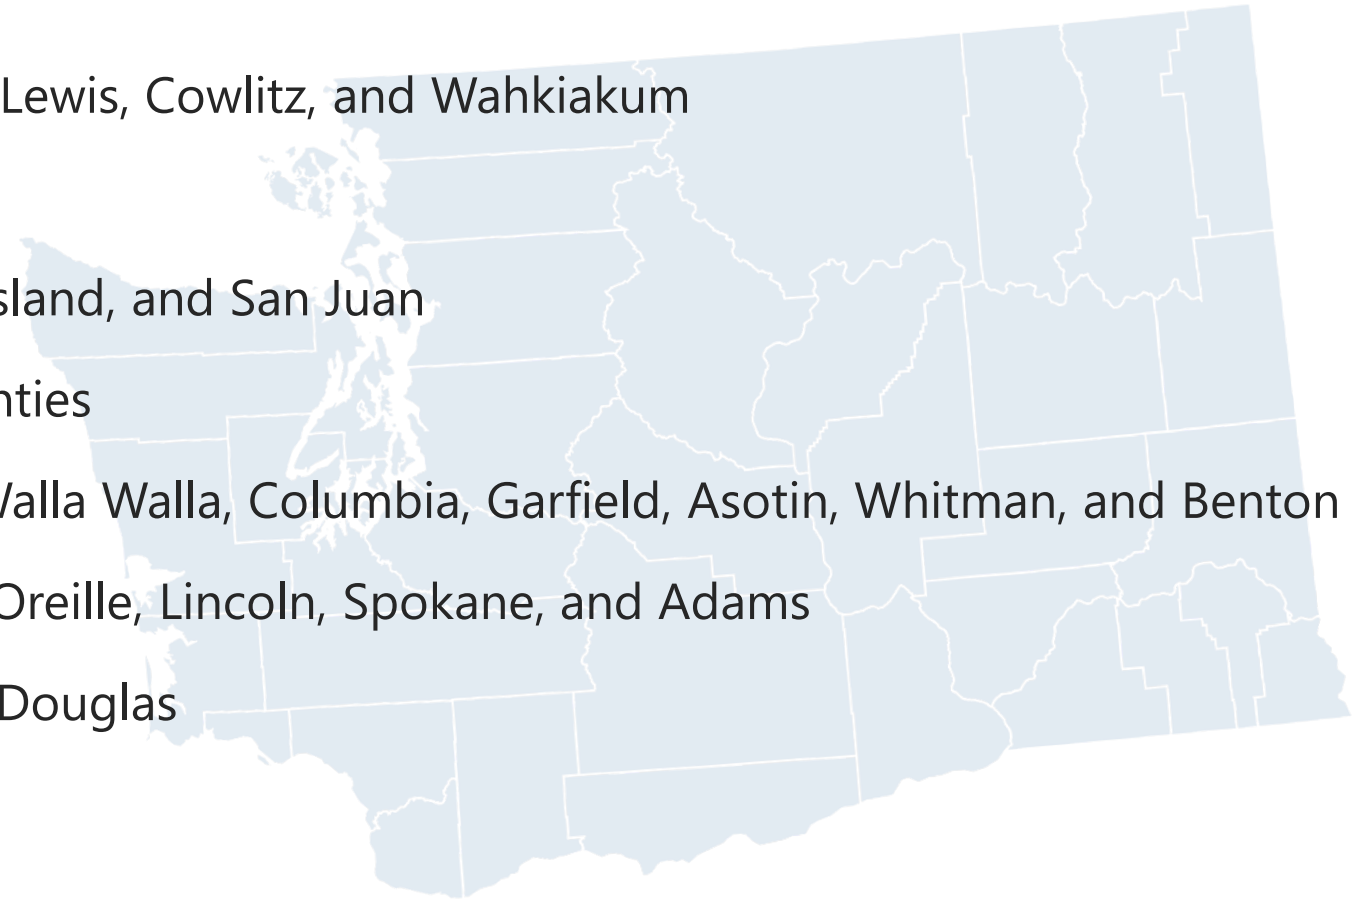 Lewis, Cowlitz, and Wahkiakum
sland, and San Juan
nties
Walla Walla, Columbia, Garfield, Asotin, Whitman, and Benton
Oreille, Lincoln, Spokane, and Adams
Douglas